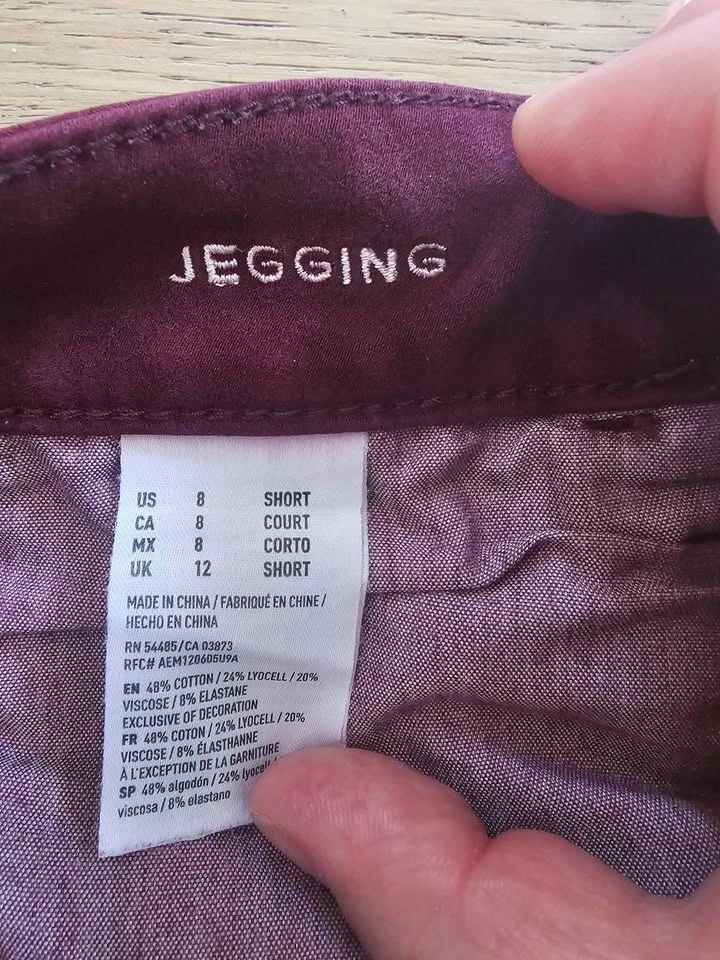 JEGGING
US 8 SHORT
CA 8 COURT
MX 8 CORTO
UK 12 SHORT
MADE IN CHINA / FABRIQUÉ EN CHINE /
HECHO EN CHINA
RN 54485/CA 03873
RFC# AEM120605U9A
EN 48% COTTON / 24% LYOCELL / 20%
VISCOSE / 8% ELASTANE
EXCLUSIVE OF DECORATION
FR 48% COTON / 24% LYOCELL / 20%
VISCOSE / 8% ÉLASTHANNE
À L'EXCEPTION DE LA GARNITURE
SP 48% algodón / 24% lyocell /
viscosa / 8% elastano